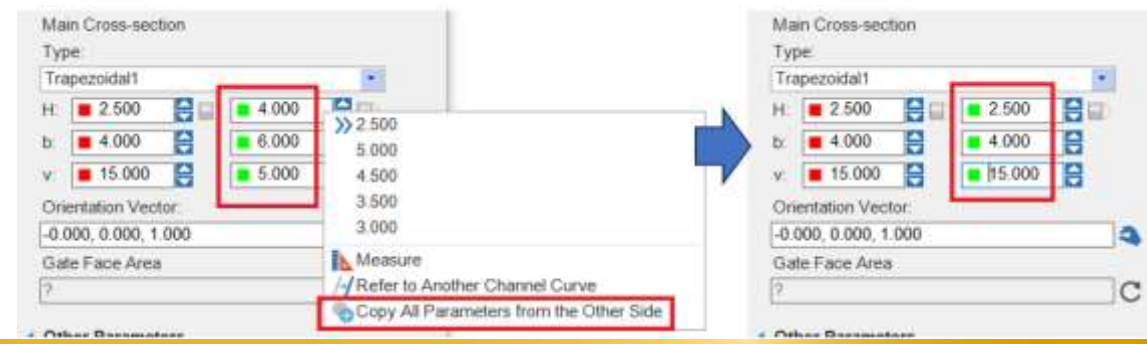 Main Cross-section
Type:
Trapezoidal1
H: 2.500 4.000
b: 4.000 6.000
v: 15.000 5.000
Orientation Vector:
-0.000, 0.000, 1.000
Gate Face Area
?
Other Parameters
2.500
5.000
4.500
3.500
3.000
Measure
Refer to Another Channel Curve
Copy All Parameters from the Other Side
Main Cross-section
Type:
Trapezoidal1
H: 2.500 2.500
b: 4.000 4.000
v: 15.000 15.000
Orientation Vector:
-0.000, 0.000, 1.000
Gate Face Area
?
Other Parameters